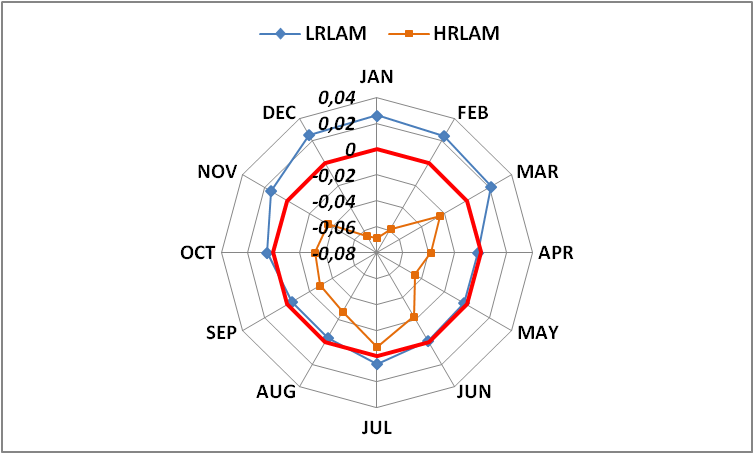 LRLAM HRLAM
JAN
0,04
DEC FEB
0,02
0
NOV MAR
-0,02
-0,04
-0,06
OCT -0,08 APR
SEP MAY
AUG JUN
JUL